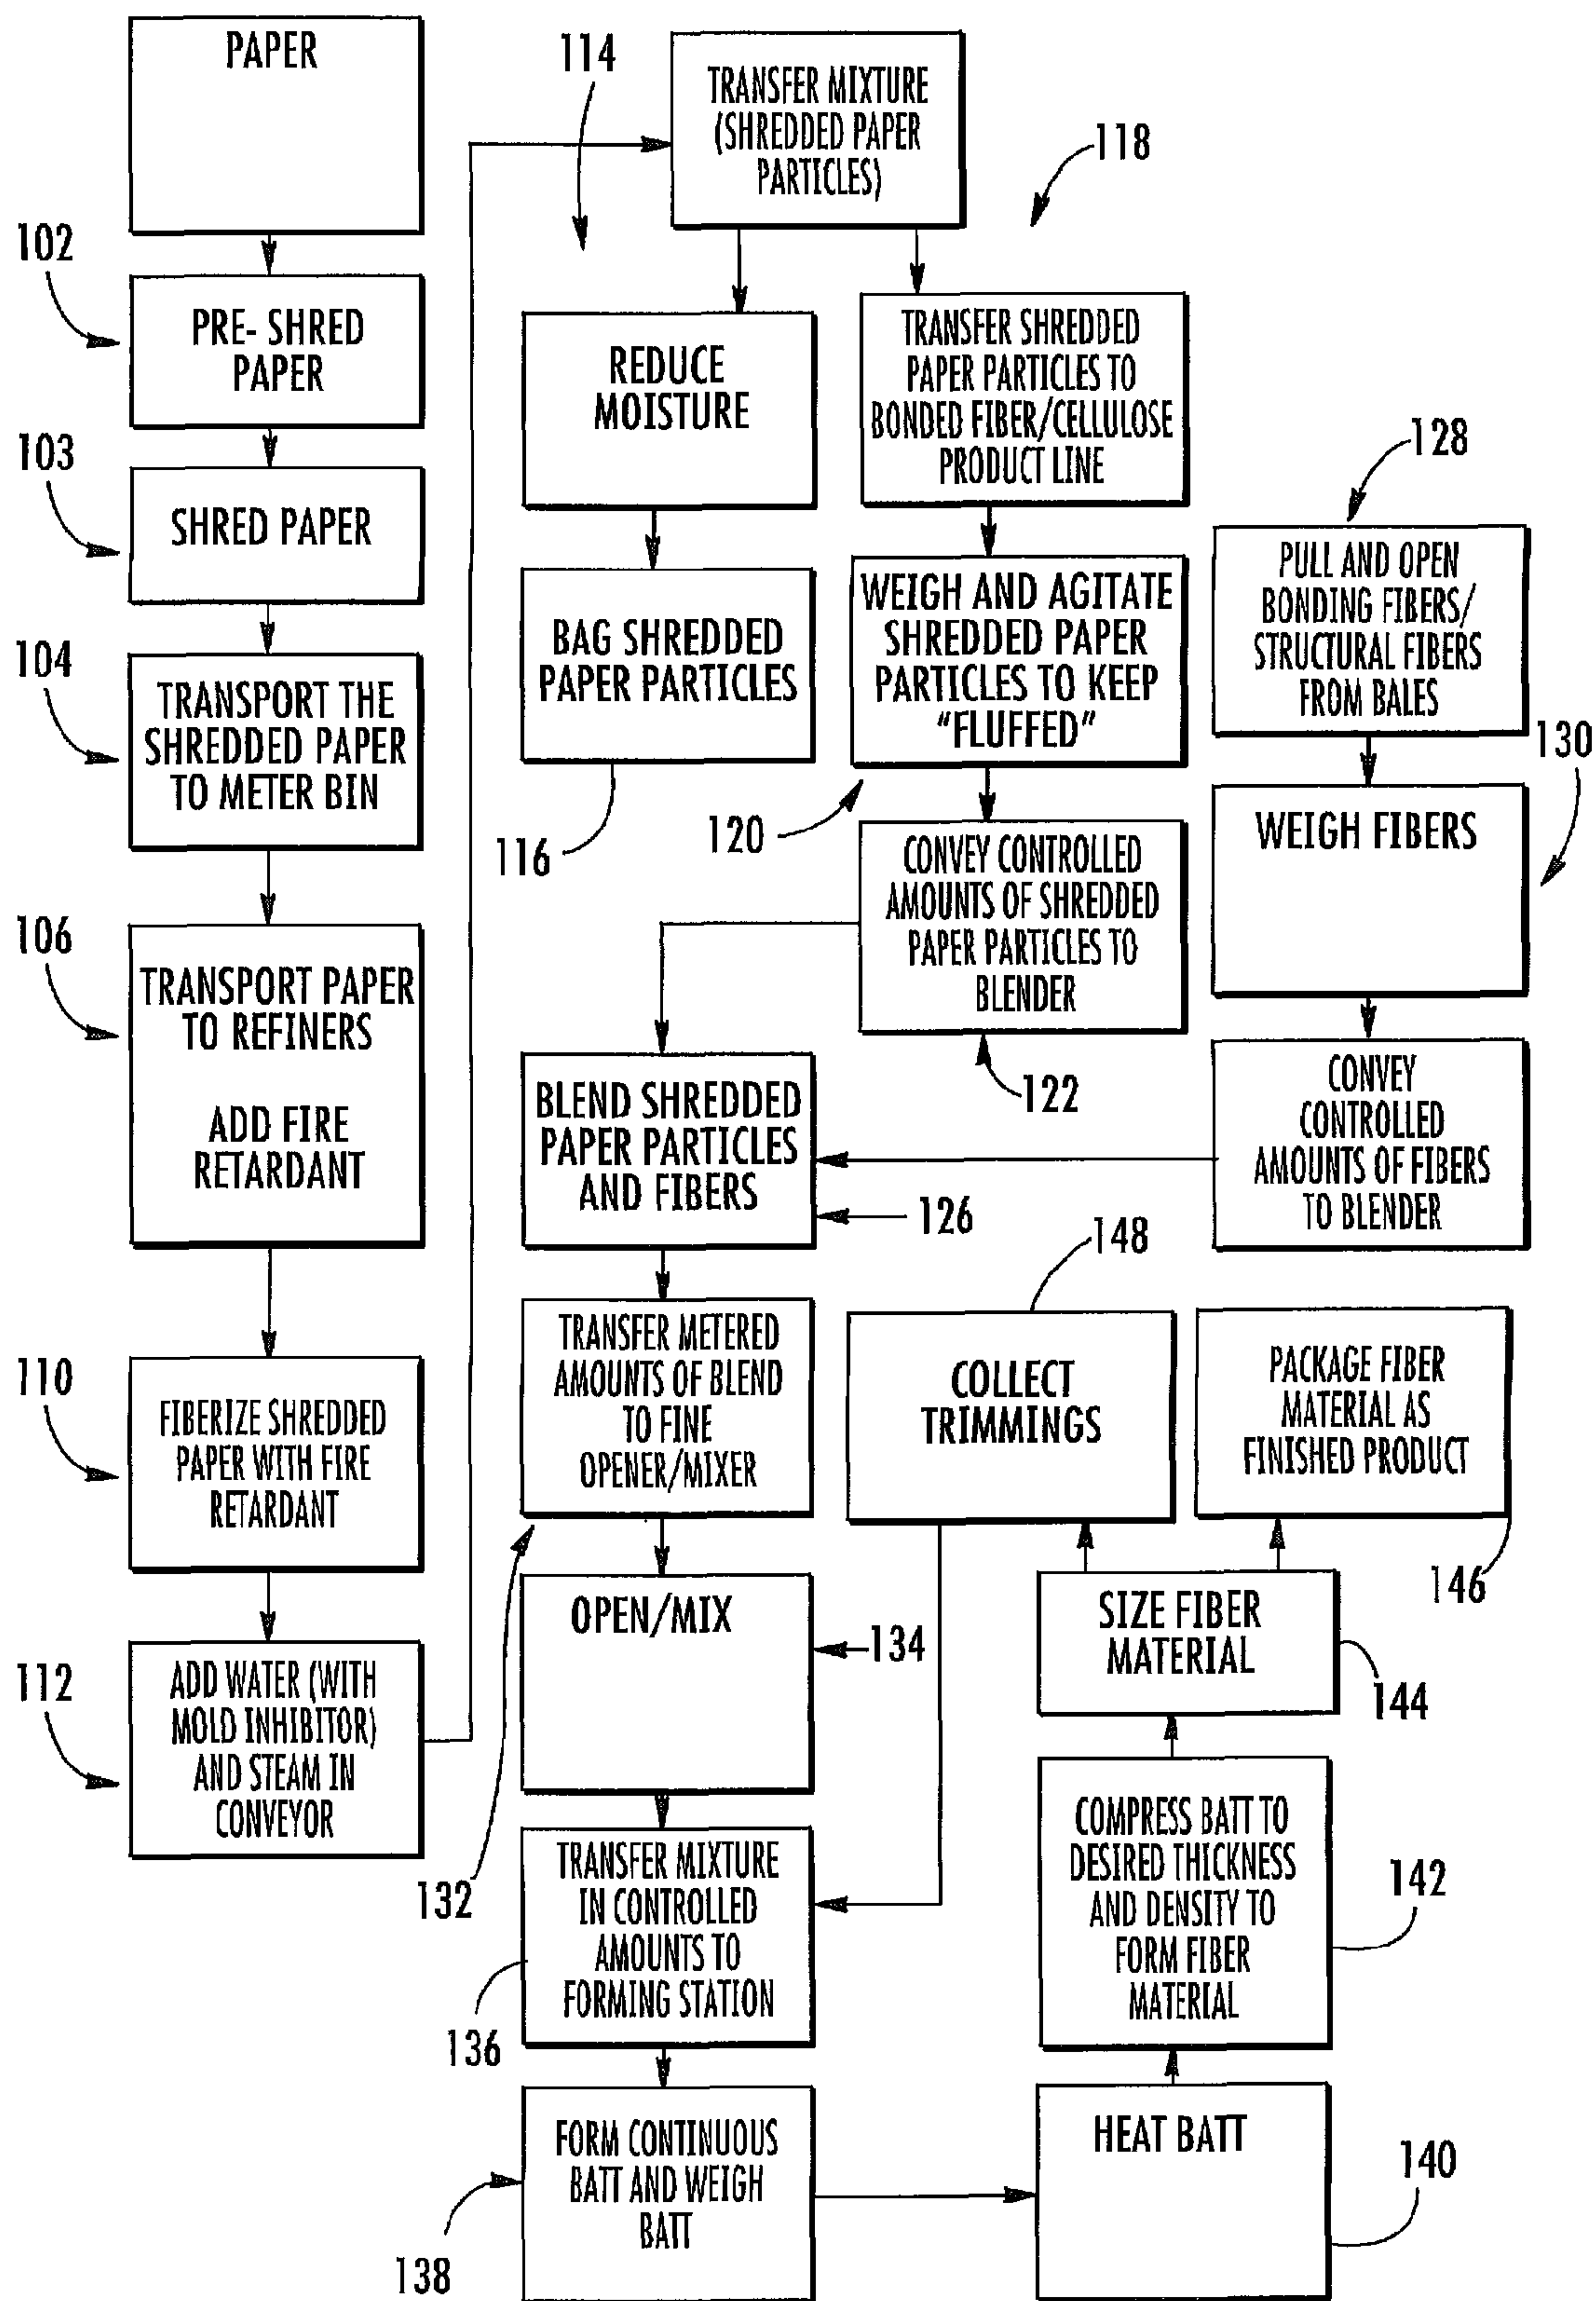 PAPER
102
PRE- SHRED
PAPER
103
SHRED PAPER
104
TRANSPORT THE
SHREDDED PAPER
TO METER BIN
106
TRANSPORT PAPER
TO REFINERS
ADD FIRE
RETARDANT
110
FIBERIZE SHREDDED
PAPER WITH FIRE
RETARDANT
112
ADD WATER (WITH
MOLD INHIBITOR)
AND STEAM IN
CONVEYOR
114
TRANSFER MIXTURE
(SHREDDED PAPER
PARTICLES)
118
REDUCE
MOISTURE
BAG SHREDDED
PAPER PARTICLES
116
TRANSFER SHREDDED
PAPER PARTICLES TO
BONDED FIBER/CELLULOSE
PRODUCT LINE
WEIGH AND AGITATE
SHREDDED PAPER
PARTICLES TO KEEP
“FLUFFED”
120
CONVEY CONTROLLED
AMOUNTS OF SHREDDED
PAPER PARTICLES TO
BLENDER
122
128
PULL AND OPEN
BONDING FIBERS/
STRUCTURAL FIBERS
FROM BALES
130
WEIGH FIBERS
CONVEY
CONTROLLED
AMOUNTS OF FIBERS
TO BLENDER
BLEND SHREDDED
PAPER PARTICLES
AND FIBERS
126
TRANSFER METERED
AMOUNTS OF BLEND
TO FINE
OPENER/MIXER
132
OPEN/MIX
134
TRANSFER MIXTURE
IN CONTROLLED
AMOUNTS TO
FORMING STATION
136
FORM CONTINUOUS
BATT AND WEIGH
BATT
138
HEAT BATT
140
COMPRESS BATT TO
DESIRED THICKNESS
AND DENSITY TO
FORM FIBER
MATERIAL
142
SIZE FIBER
MATERIAL
144
148
COLLECT
TRIMMINGS
PACKAGE FIBER
MATERIAL AS
FINISHED PRODUCT
146